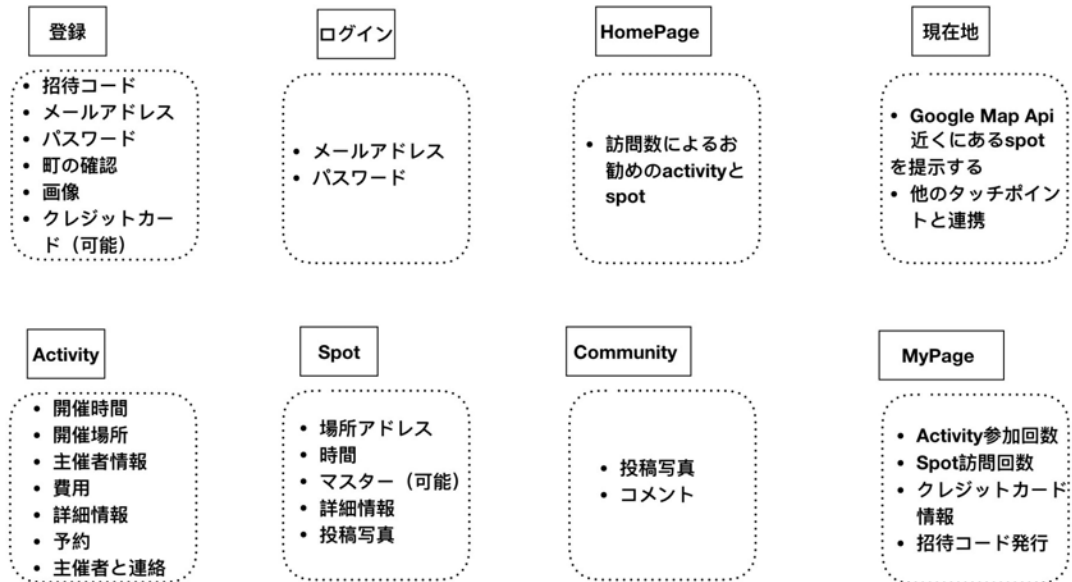 登録
• 招待コード
• メールアドレス
• パスワード
• 町の確認
• 画像
• クレジットカー
ド（可能）
ログイン
• メールアドレス
• パスワード
HomePage
• 訪問数によるお
勧めのactivityと
spot
現在地
• Google Map Api
近くにあるspot
を提示する
• 他のタッチポイン
トと連携
Activity
• 開催時間
• 開催場所
• 主催者情報
• 費用
• 詳細情報
• 予約
• 主催者と連絡
Spot
• 場所アドレス
• 時間
• マスター（可能）
• 詳細情報
• 投稿写真
Community
• 投稿写真
• コメント
MyPage
• Activity参加回数
• Spot訪問回数
• クレジットカード
情報
• 招待コード発行